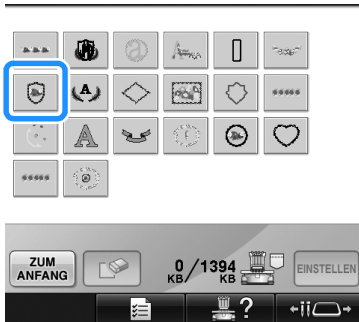 ZUM
ANFANG
0/1394
KB KB
EINSTELLEN
?